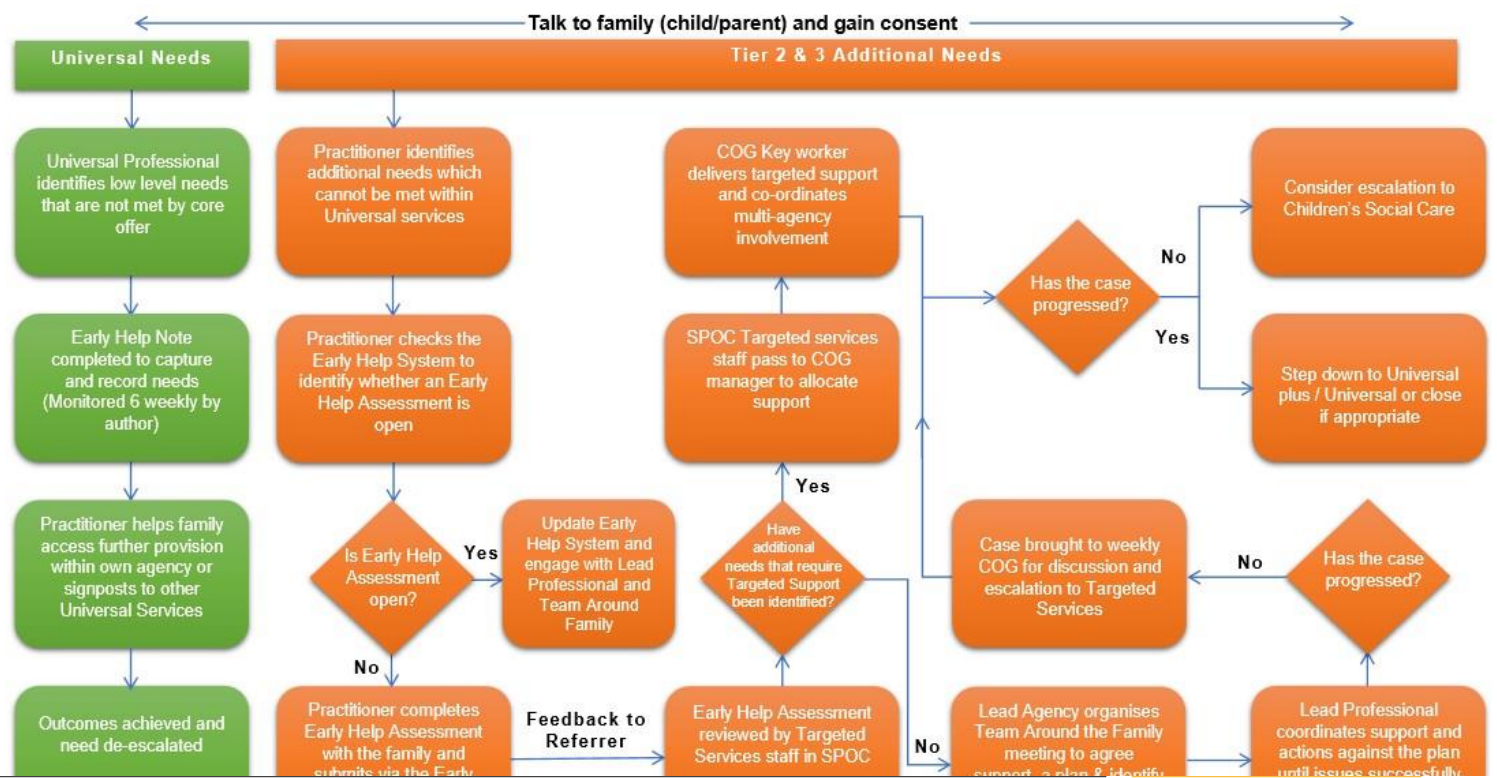 Talk to family (child/parent) and gain consent
Universal Needs
Tier 2 & 3 Additional Needs
Universal Professional
identifies low level needs
that are not met by core
offer
Early Help Note
completed to capture
and record needs
(Monitored 6 weekly by
author)
Practitioner helps family
access further provision
within own agency or
signposts to other
Universal Services
Outcomes achieved and
need de-escalated
Practitioner identifies
additional needs which
cannot be met within
Universal services
Practitioner checks the
Early Help System to
identify whether an Early
Help Assessment is
open
Is Early Help
Assessment
open?
Yes
Update Early
Help System and
engage with Lead
Professional and
Team Around
Family
No
Practitioner completes
Early Help Assessment
with the family and
submits via the Early
Feedback to
Referrer
Early Help Assessment
reviewed by Targeted
Services staff in SPOC
Have
additional
needs that require
Targeted Support
been identified?
Yes
SPOC Targeted services
staff pass to COG
manager to allocate
support
COG Key worker
delivers targeted support
and co-ordinates
multi-agency
involvement
No
Lead Agency organises
Team Around the Family
meeting to agree
support, a plan & identify
Lead Professional
coordinates support and
actions against the plan
until issues successfully
Has the case
progressed?
No
Case brought to weekly
COG for discussion and
escalation to Targeted
Services
Has the case
progressed?
No
Consider escalation to
Children's Social Care
Yes
Step down to Universal
plus / Universal or close
if appropriate